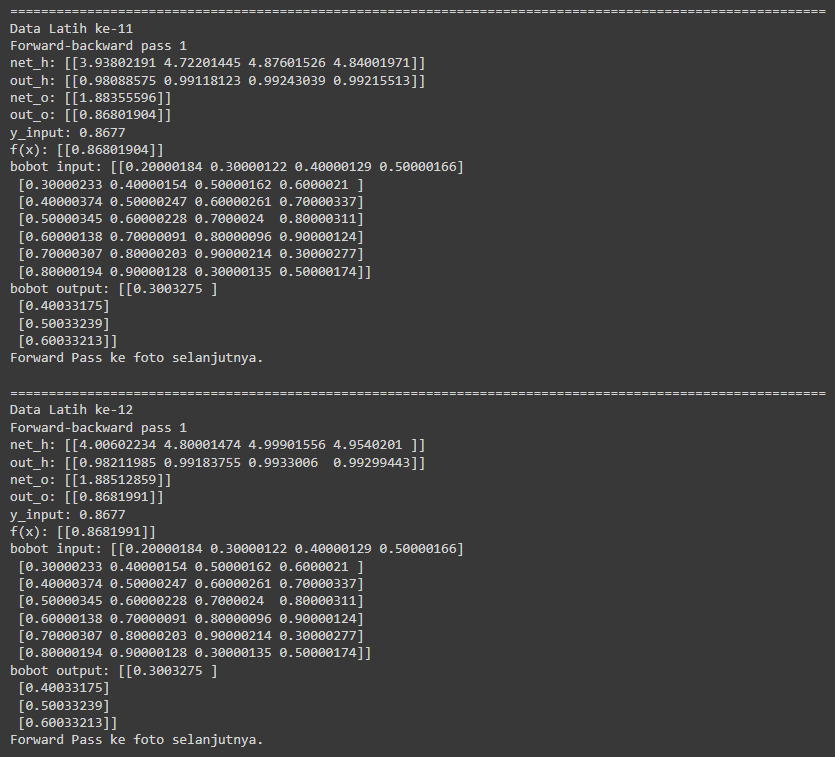 ==========================================================================================================
Data Latih ke-11
Forward-backward pass 1
net_h: [[3.93802191 4.72201445 4.87601526 4.84001971]]
out_h: [[0.98088575 0.99118123 0.99243039 0.99215513]]
net_o: [[1.88355596]]
out_o: [[0.86801904]]
y_input: 0.8677
f(x): [[0.86801904]]
bobot input: [[0.20000184 0.30000122 0.40000129 0.50000166]
 [0.30000233 0.40000154 0.50000162 0.6000021 ]
 [0.40000374 0.50000247 0.60000261 0.70000337]
 [0.50000345 0.60000228 0.7000024  0.80000311]
 [0.60000138 0.70000091 0.80000096 0.90000124]
 [0.70000307 0.80000203 0.90000214 0.30000277]
 [0.80000194 0.90000128 0.30000135 0.50000174]]
bobot output: [[0.3003275 ]
 [0.40033175]
 [0.50033239]
 [0.60033213]]
Forward Pass ke foto selanjutnya.
==========================================================================================================
Data Latih ke-12
Forward-backward pass 1
net_h: [[4.00602234 4.80001474 4.99901556 4.9540201 ]]
out_h: [[0.98211985 0.99183755 0.9933006  0.99299443]]
net_o: [[1.88512859]]
out_o: [[0.8681991]]
y_input: 0.8677
f(x): [[0.8681991]]
bobot input: [[0.20000184 0.30000122 0.40000129 0.50000166]
 [0.30000233 0.40000154 0.50000162 0.6000021 ]
 [0.40000374 0.50000247 0.60000261 0.70000337]
 [0.50000345 0.60000228 0.7000024  0.80000311]
 [0.60000138 0.70000091 0.80000096 0.90000124]
 [0.70000307 0.80000203 0.90000214 0.30000277]
 [0.80000194 0.90000128 0.30000135 0.50000174]]
bobot output: [[0.3003275 ]
 [0.40033175]
 [0.50033239]
 [0.60033213]]
Forward Pass ke foto selanjutnya.